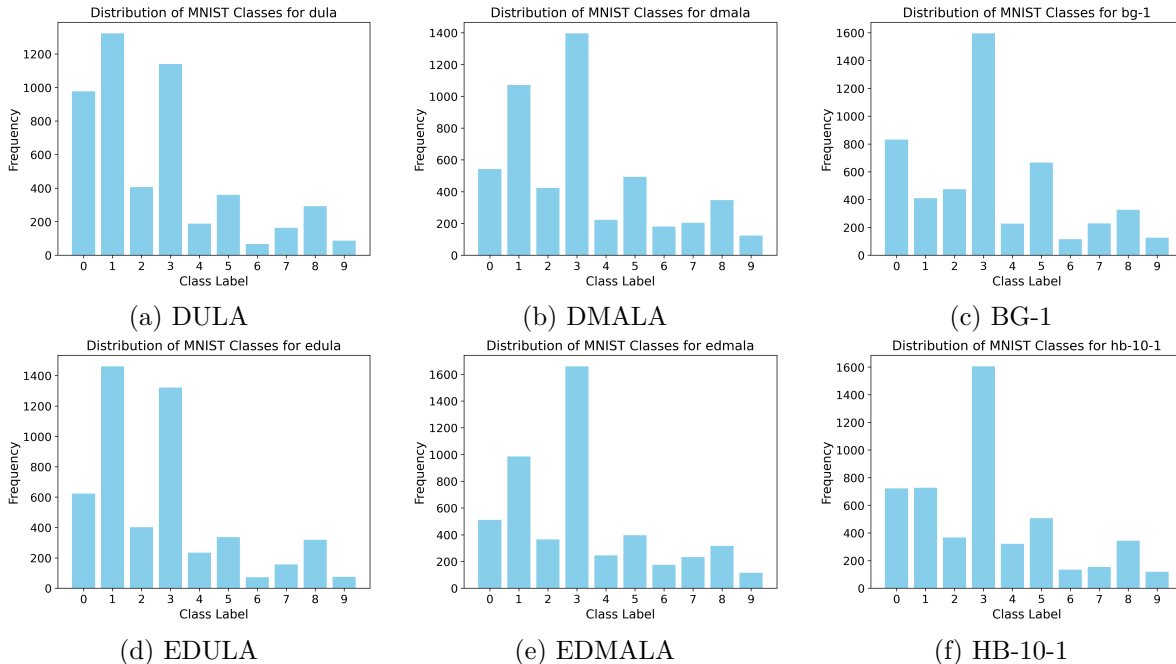 Distribution of MNIST Classes for dula
1200
1000
800
600
400
200
0
Frequency
0 1 2 3 4 5 6 7 8 9
Class Label
(a) DULA
Distribution of MNIST Classes for dmala
1400
1200
1000
800
600
400
200
0
Frequency
0 1 2 3 4 5 6 7 8 9
Class Label
(b) DMALA
Distribution of MNIST Classes for bg-1
1600
1400
1200
1000
800
600
400
200
0
Frequency
0 1 2 3 4 5 6 7 8 9
Class Label
(c) BG-1
Distribution of MNIST Classes for edula
1400
1200
1000
800
600
400
200
0
Frequency
0 1 2 3 4 5 6 7 8 9
Class Label
(d) EDULA
Distribution of MNIST Classes for edmala
1600
1400
1200
1000
800
600
400
200
0
Frequency
0 1 2 3 4 5 6 7 8 9
Class Label
(e) EDMALA
Distribution of MNIST Classes for hb-10-1
1600
1400
1200
1000
800
600
400
200
0
Frequency
0 1 2 3 4 5 6 7 8 9
Class Label
(f) HB-10-1